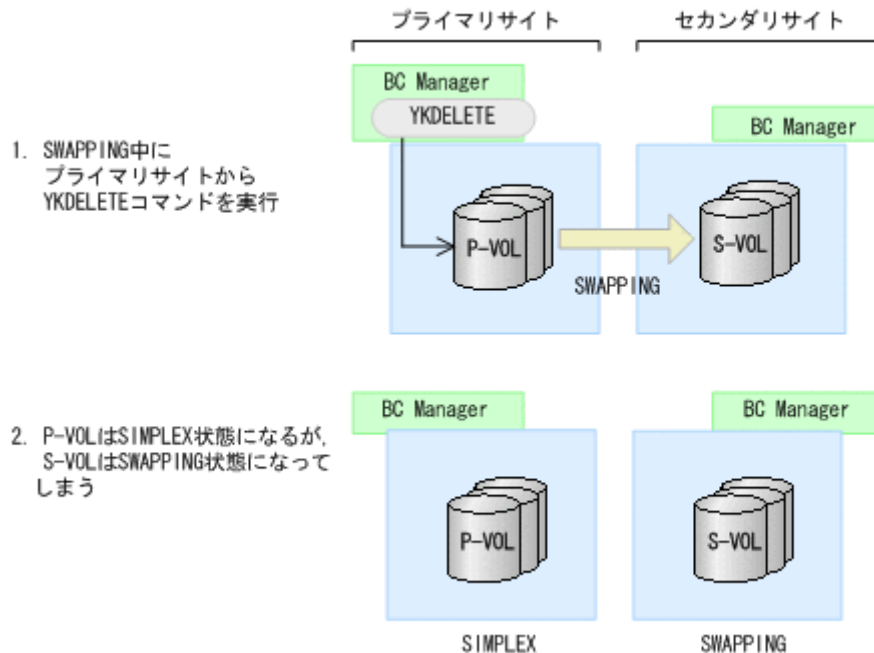 プライマリサイト
セカンダリサイト
BC Manager
YKDELETE
BC Manager
1. SWAPPING中に
プライマリサイトから
YKDELETEコマンドを実行
P-VOL
S-VOL
SWAPPING
BC Manager
BC Manager
2. P-VOLはSIMPLEX状態になるが,
S-VOLはSWAPPING状態になって
しまう
P-VOL
S-VOL
SIMPLEX
SWAPPING